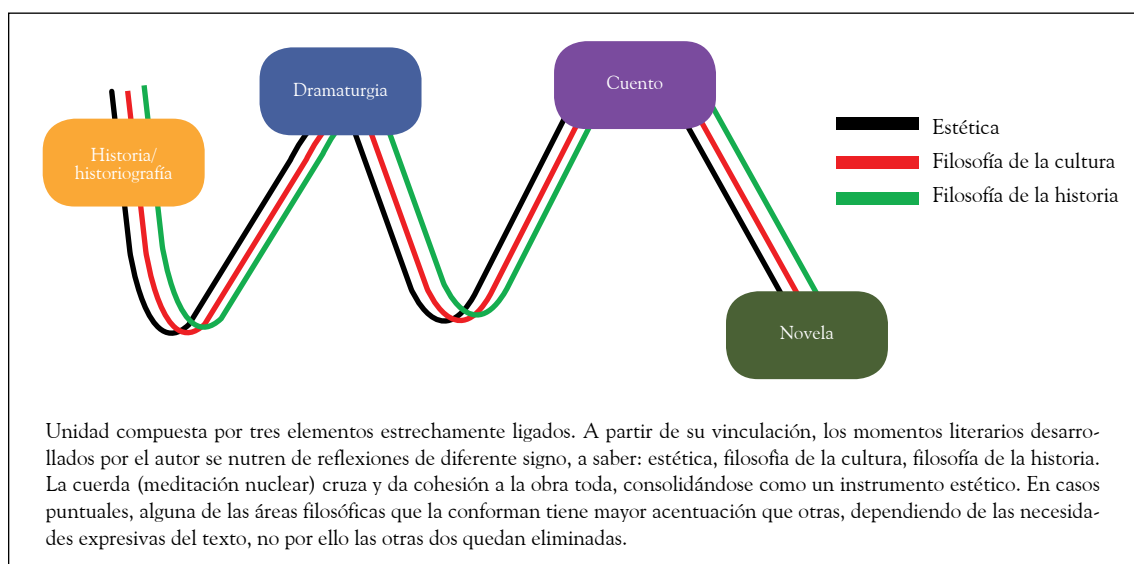 Dramaturgia
Cuento
Historia/
historiografía
Estética
Filosofía de la cultura
Filosofía de la historia
Novela
Unidad compuesta por tres elementos estrechamente ligados. A partir de su vinculación, los momentos literarios desarro-
llados por el autor se nutren de reflexiones de diferente signo, a saber: estética, filosofía de la cultura, filosofía de la historia.
La cuerda (meditación nuclear) cruza y da cohesión a la obra toda, consolidándose como un instrumento estético. En casos
puntuales, alguna de las áreas filosóficas que la conforman tiene mayor acentuación que otras, dependiendo de las necesida-
des expresivas del texto, no por ello las otras dos quedan eliminadas.